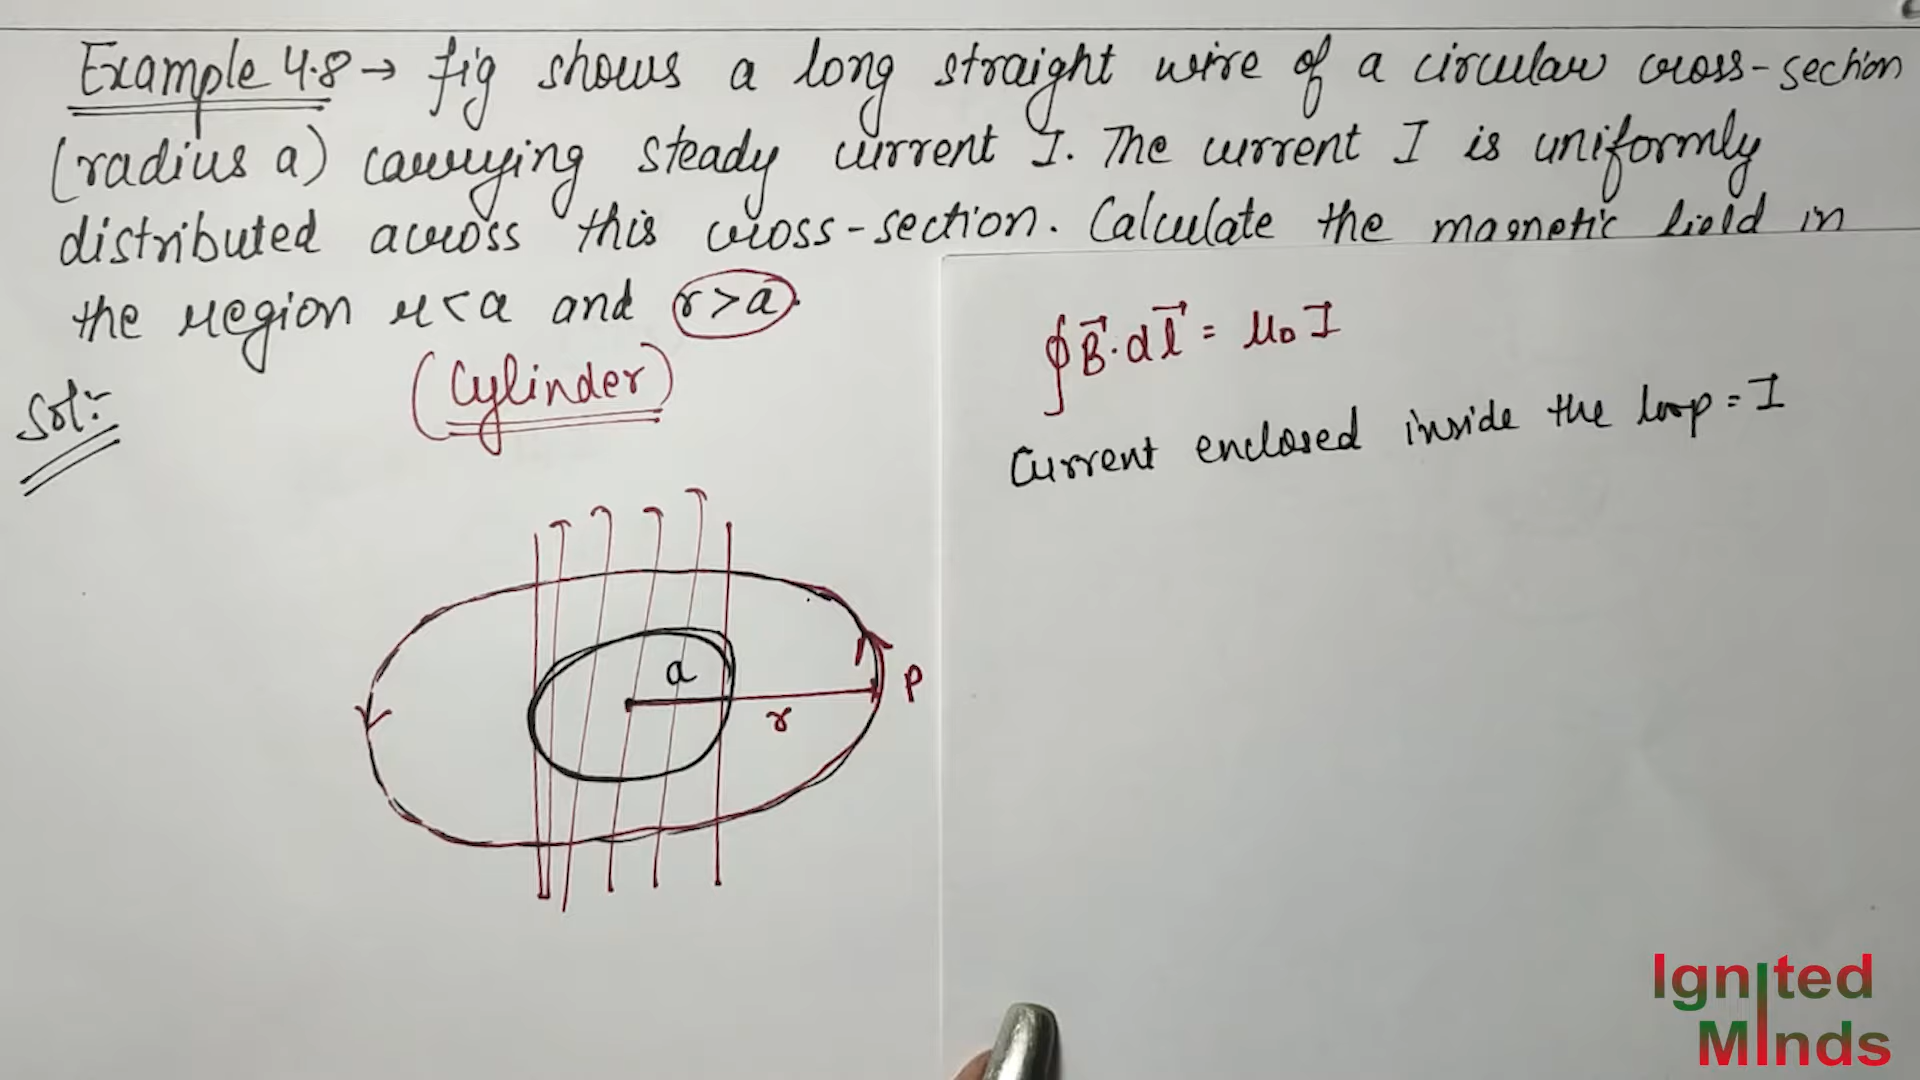 Example 4.8→ fig shows a long straight wire of a circular cross-section
(radius a) carrying steady current I. The current I is uniformly
distributed across this cross-section. Calculate the magnetic field in
the region r<a and r>a.
Sol:-
(Cylinder)
∮B⃗·dl⃗ = μ₀I
Current enclosed inside the loop = I
a
r
P
Ignited
Minds